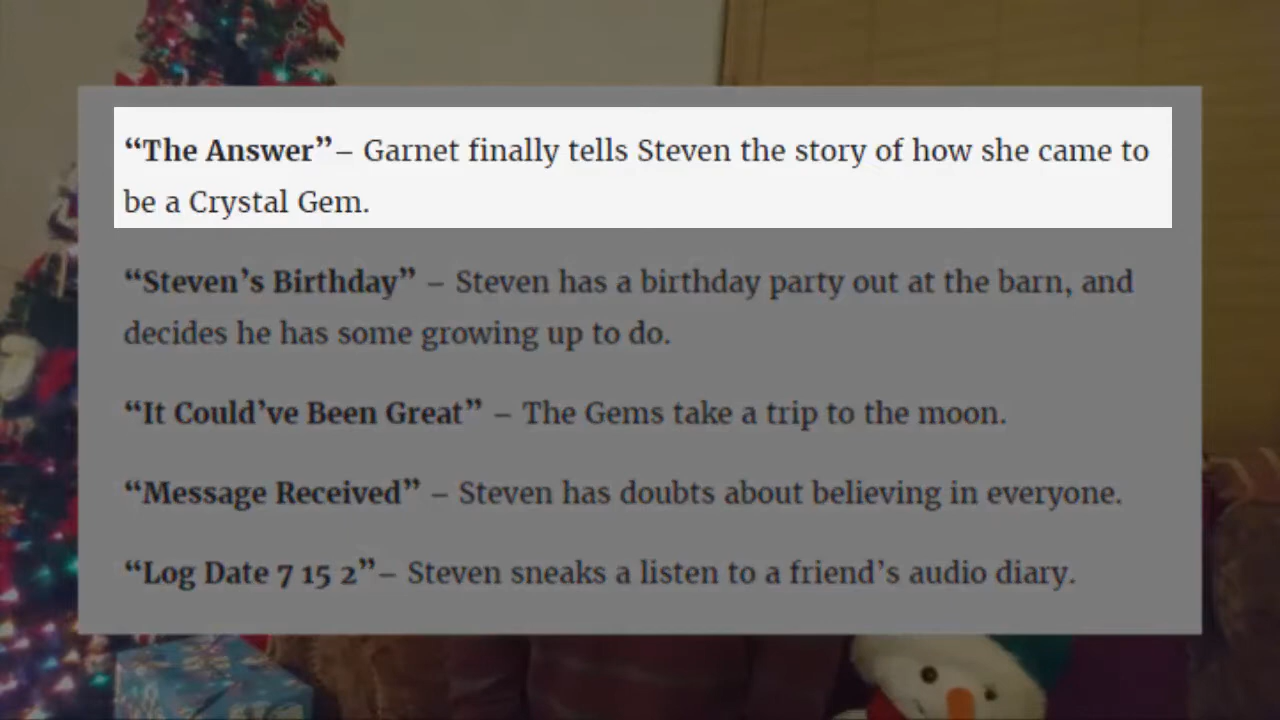 “The Answer”– Garnet finally tells Steven the story of how she came to
be a Crystal Gem.
“Steven’s Birthday” – Steven has a birthday party out at the barn, and
decides he has some growing up to do.
“It Could’ve Been Great” – The Gems take a trip to the moon.
“Message Received” – Steven has doubts about believing in everyone.
“Log Date 7 15 2”– Steven sneaks a listen to a friend’s audio diary.